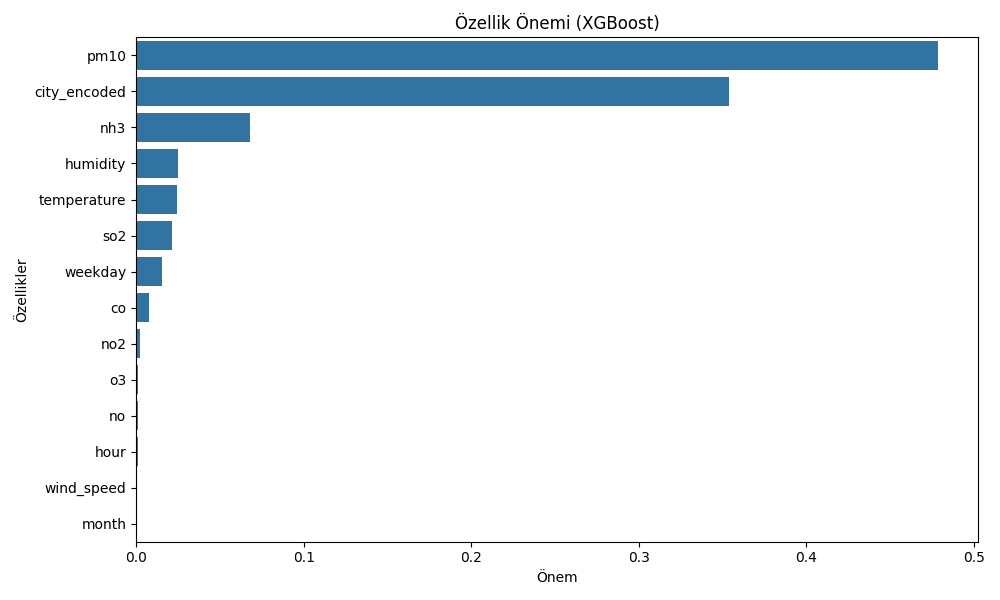 Özellik Önemi (XGBoost)
pm10
city_encoded
nh3
humidity
temperature
so2
weekday
co
no2
o3
no
hour
wind_speed
month
Özellikler
0.0 0.1 0.2 0.3 0.4 0.5
Önem